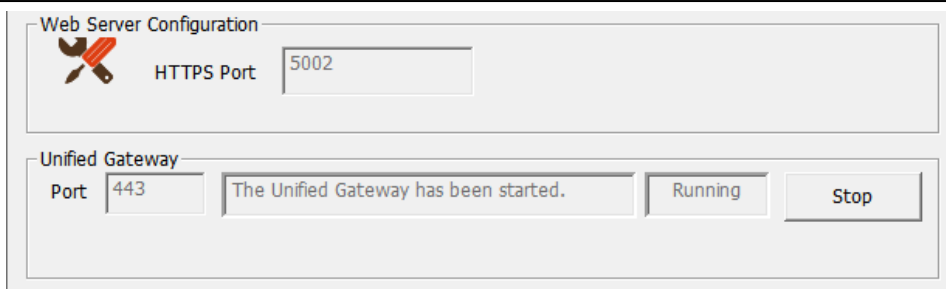 Web Server Configuration
HTTPS Port 5002
Unified Gateway
Port 443 The Unified Gateway has been started. Running Stop